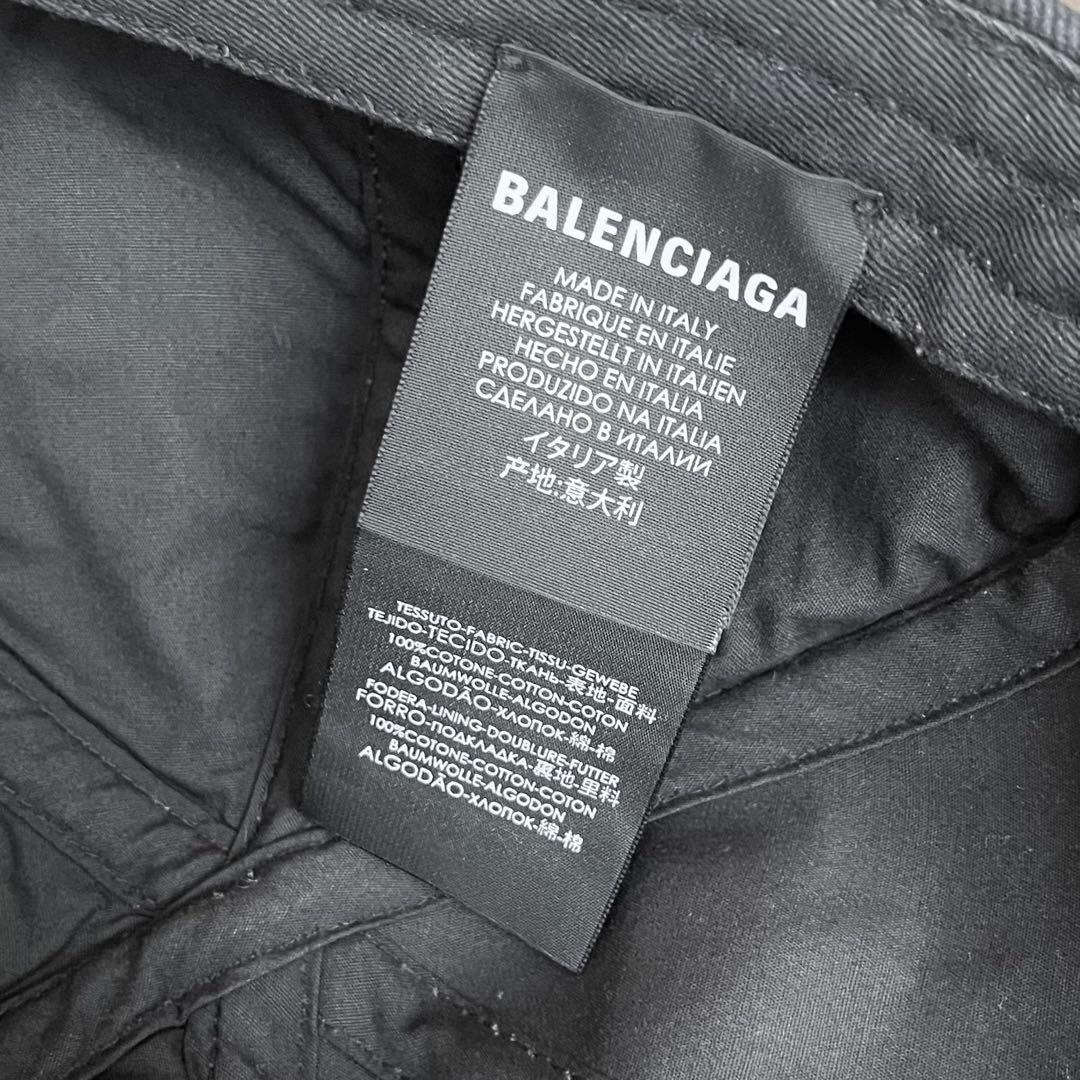 BALENCIAGA
MADE IN ITALY
FABRIQUE EN ITALIE
HERGESTELLT IN ITALIEN
HECHO EN ITALIA
PRODUZIDO NA ITALIA
СДЕЛАНО В ИТАЛИИ
イタリア製
产地:意大利
TESSUTO-FABRIC-TISSU-GEWEBE
TEJIDO-TECIDO-ТКАНЬ-表地-面料
100%COTONE-COTTON-COTON
BAUMWOLLE-ALGODON
ALGODÃO-ХЛОПОК-綿-棉
FODERA-LINING-DOUBLURE-FUTTER
FORRO-ПОДКЛАДКА-裏地-里料
100%COTONE-COTTON-COTON
BAUMWOLLE-ALGODON
ALGODÃO-ХЛОПОК-綿-棉